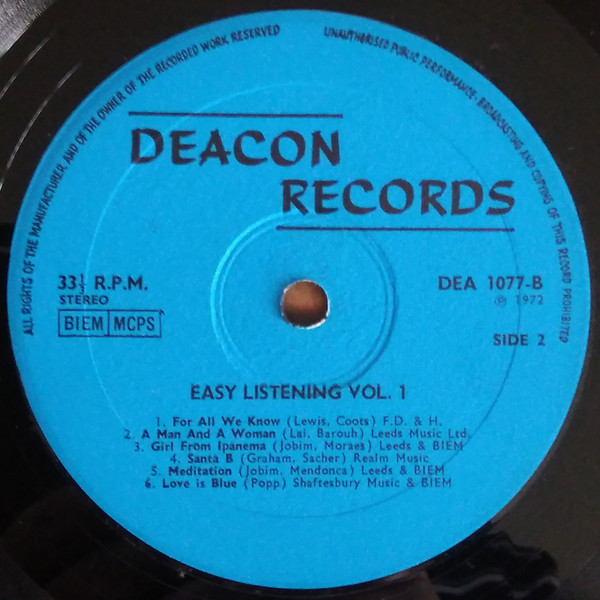 ALL RIGHTS OF THE MANUFACTURER AND OF THE OWNER OF THE RECORDED WORK RESERVED
UNAUTHORISED PUBLIC PERFORMANCE · BROADCASTING AND COPYING OF THIS RECORD PROHIBITED
DEACON
RECORDS
33⅓ R.P.M.
STEREO
BIEM MCPS
DEA 1077-B
℗ 1972
SIDE 2
EASY LISTENING VOL. 1
1. For All We Know (Lewis, Coots) F.D. & H.
2. A Man And A Woman (Lai, Barouh) Leeds Music Ltd.
3. Girl From Ipanema (Jobim, Moraes) Leeds & BIEM
4. Santa B (Graham, Sacher) Realm Music
5. Meditation (Jobim, Mendonca) Leeds & BIEM
6. Love is Blue (Popp) Shaftesbury Music & BIEM